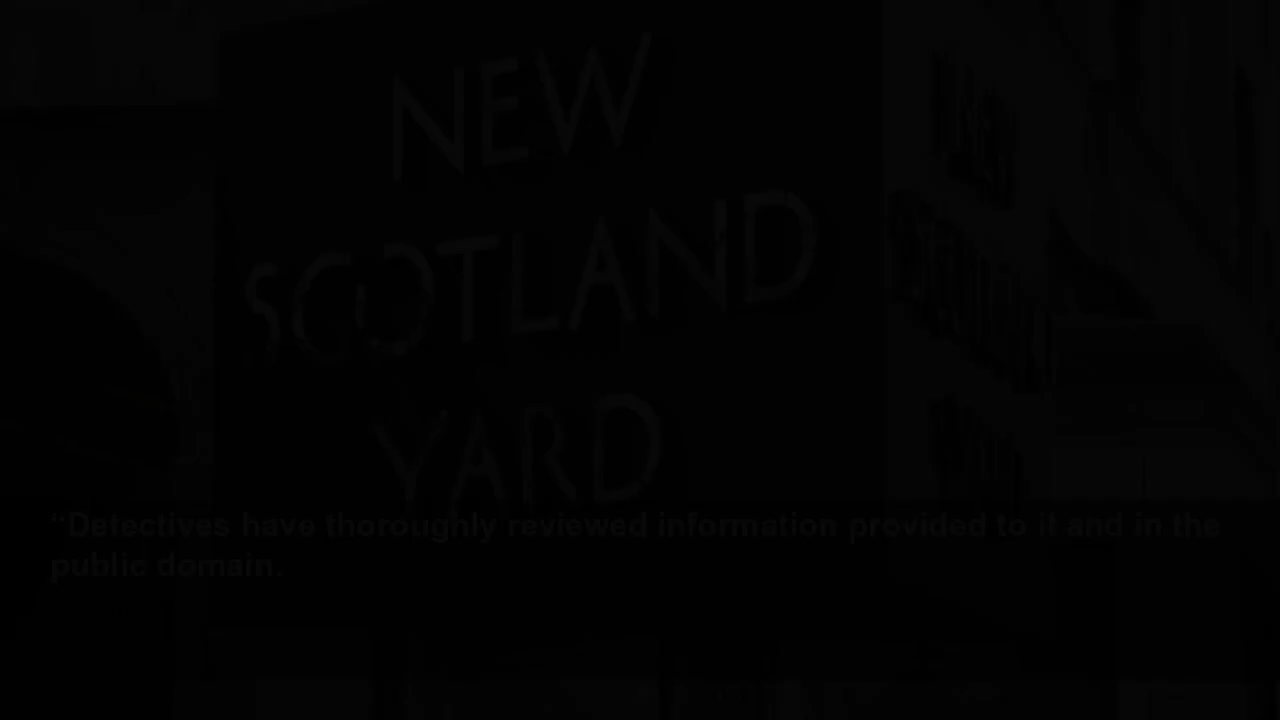 NEW
SCOTLAND
YARD
“Detectives have thoroughly reviewed information provided to it and in the
public domain.